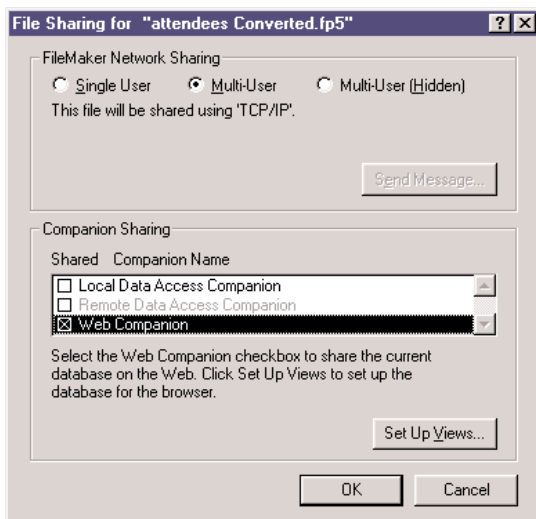 File Sharing for "attendees Converted.fp5"
FileMaker Network Sharing
Single User Multi-User Multi-User (Hidden)
This file will be shared using 'TCP/IP'.
Send Message...
Companion Sharing
Shared Companion Name
Local Data Access Companion
Remote Data Access Companion
Web Companion
Select the Web Companion checkbox to share the current
database on the Web. Click Set Up Views to set up the
database for the browser.
Set Up Views...
OK Cancel